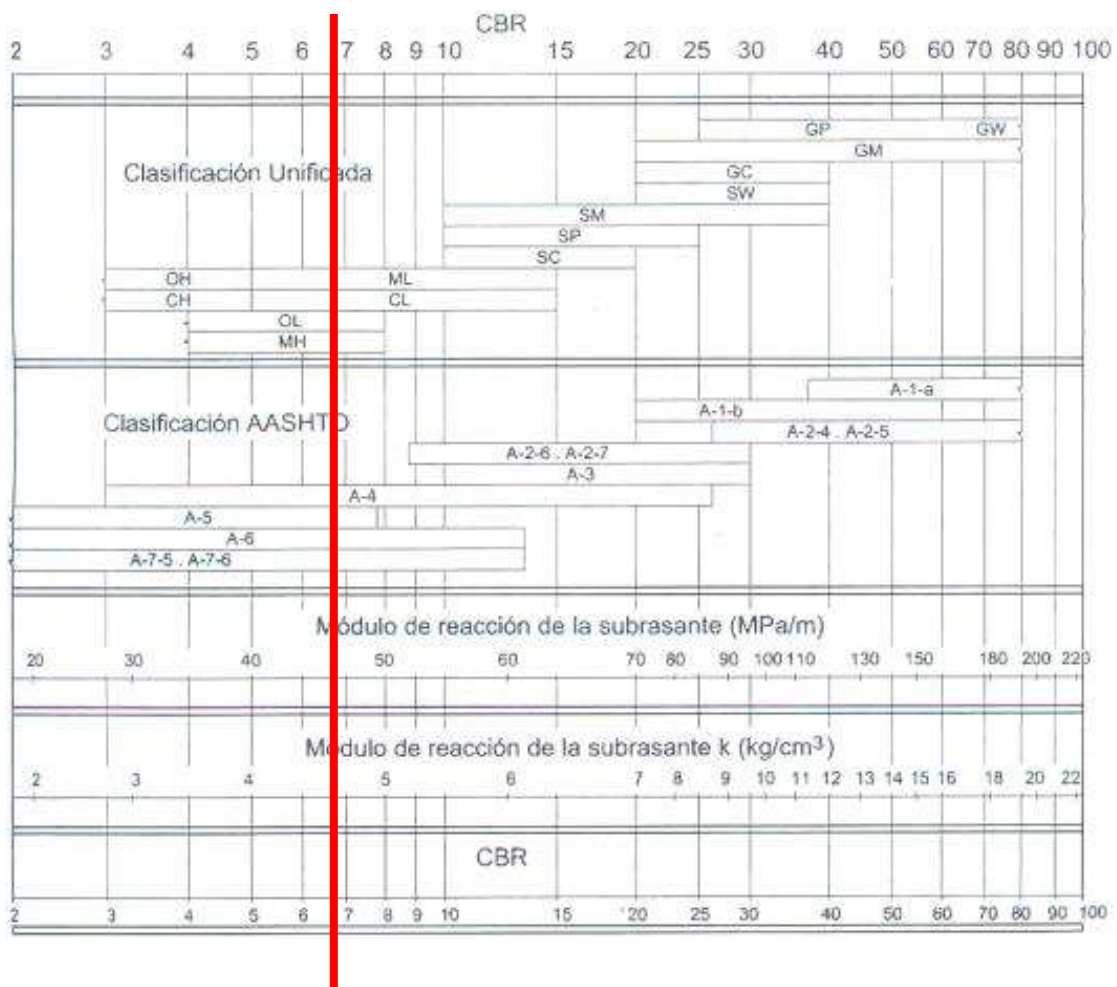 CBR
2 3 4 5 6 7 8 9 10 15 20 25 30 40 50 60 70 80 90 100
GP GW
GM
Clasificación Unificada
GC
SW
SM
SP
SC
OH ML
CH CL
OL
MH
A-1-a
Clasificación AASHTO
A-1-b
A-2-4 . A-2-5
A-2-6 . A-2-7
A-3
A-4
A-5
A-6
A-7-5 . A-7-6
Módulo de reacción de la subrasante (MPa/m)
20 30 40 50 60 70 80 90 100 110 130 150 180 200 220
Módulo de reacción de la subrasante k (kg/cm³)
2 3 4 5 6 7 8 9 10 11 12 13 14 15 16 18 20 22
CBR
2 3 4 5 6 7 8 9 10 15 20 25 30 40 50 60 70 80 90 100